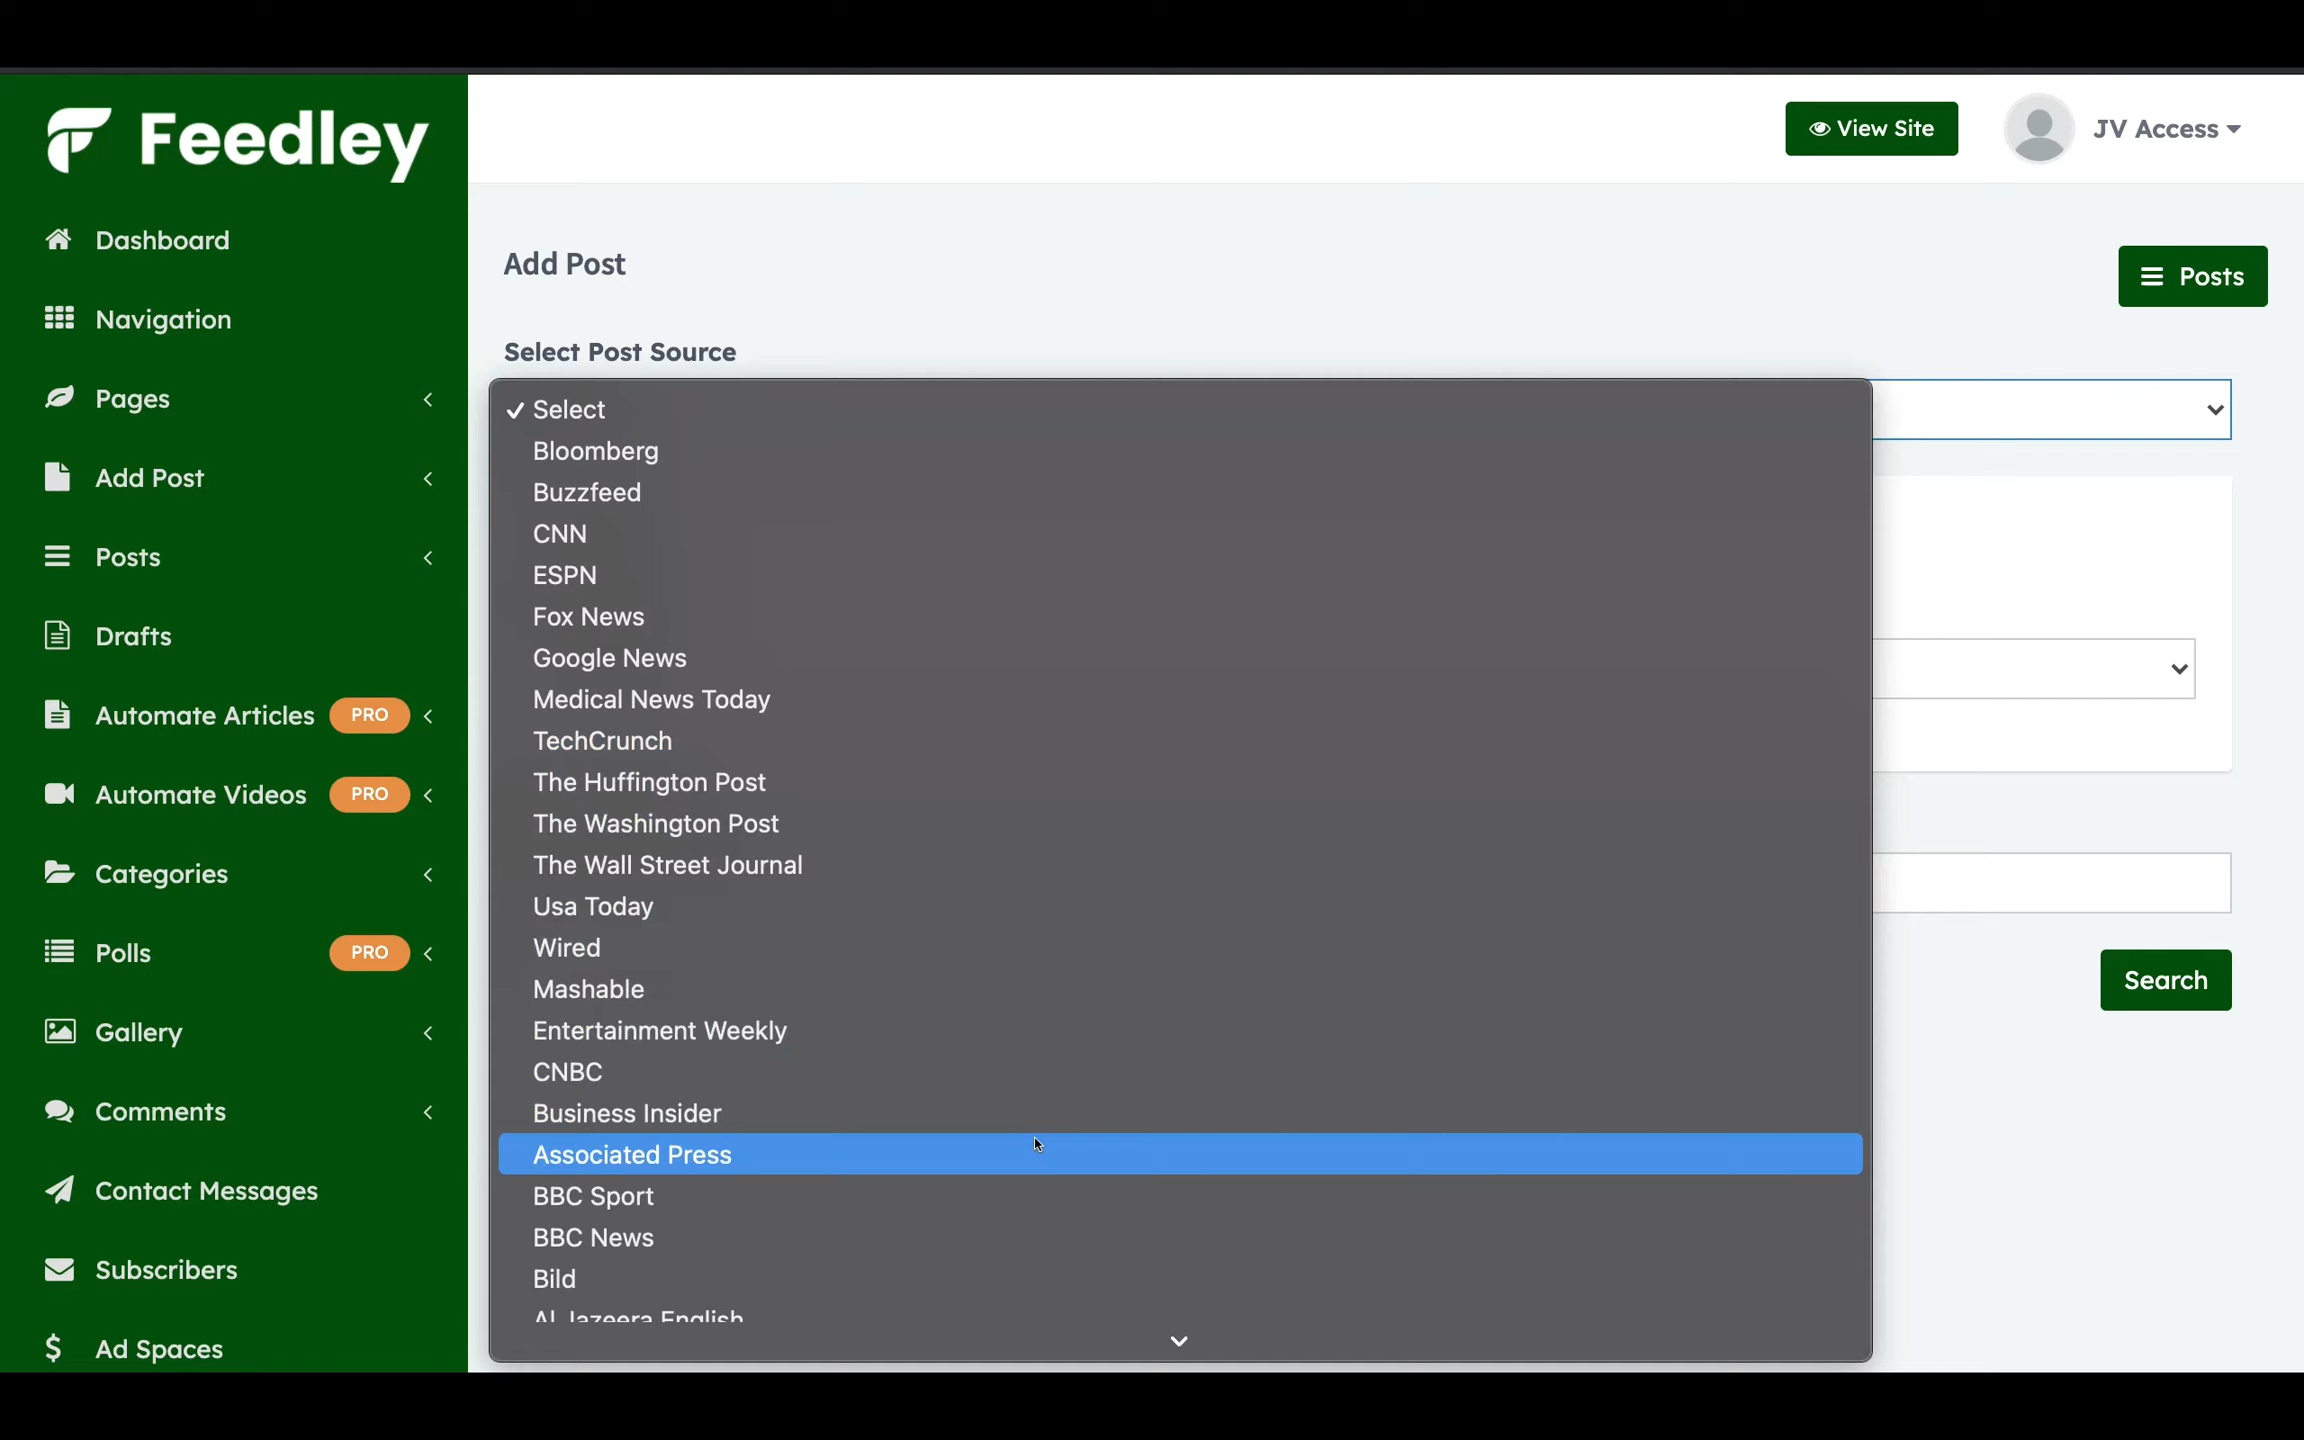 Feedley
View Site
JV Access
Dashboard
Navigation
Pages
Add Post
Posts
Drafts
Automate Articles PRO
Automate Videos PRO
Categories
Polls PRO
Gallery
Comments
Contact Messages
Subscribers
Ad Spaces
Add Post
Posts
Select Post Source
Select
Bloomberg
Buzzfeed
CNN
ESPN
Fox News
Google News
Medical News Today
TechCrunch
The Huffington Post
The Washington Post
The Wall Street Journal
Usa Today
Wired
Mashable
Entertainment Weekly
CNBC
Business Insider
Associated Press
BBC Sport
BBC News
Bild
Al Jazeera English
Search